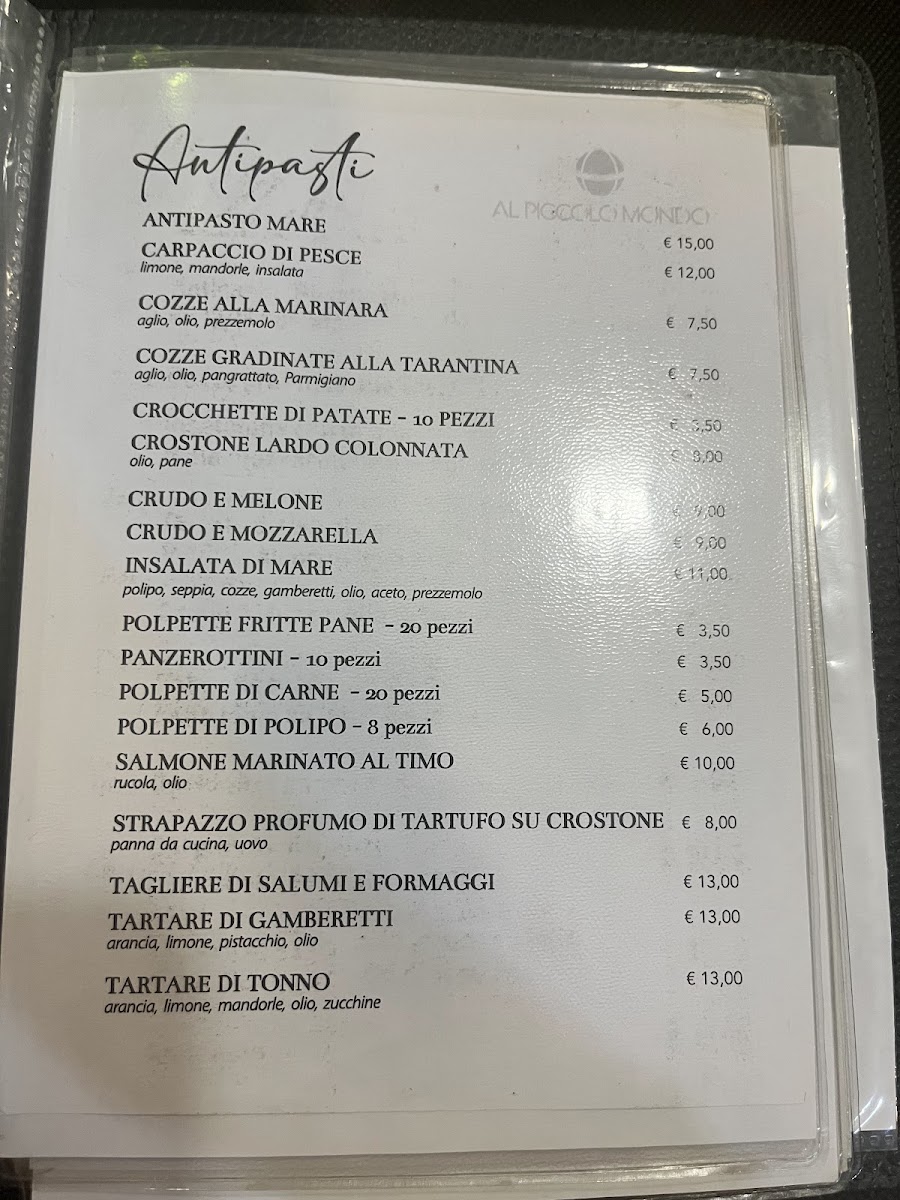 Antipasti
AL PICCOLO MONDO
ANTIPASTO MARE € 15,00
CARPACCIO DI PESCE € 12,00
limone, mandorle, insalata
COZZE ALLA MARINARA € 7,50
aglio, olio, prezzemolo
COZZE GRADINATE ALLA TARANTINA € 7,50
aglio, olio, pangrattato, Parmigiano
CROCCHETTE DI PATATE - 10 PEZZI €
CROSTONE LARDO COLONNATA € 8,00
olio, pane
CRUDO E MELONE € 9,00
CRUDO E MOZZARELLA € 9,00
INSALATA DI MARE € 11,00
polipo, seppia, cozze, gamberetti, olio, aceto, prezzemolo
POLPETTE FRITTE PANE - 20 pezzi € 3,50
PANZEROTTINI - 10 pezzi € 3,50
POLPETTE DI CARNE - 20 pezzi € 5,00
POLPETTE DI POLIPO - 8 pezzi € 6,00
SALMONE MARINATO AL TIMO € 10,00
rucola, olio
STRAPAZZO PROFUMO DI TARTUFO SU CROSTONE € 8,00
panna da cucina, uovo
TAGLIERE DI SALUMI E FORMAGGI € 13,00
TARTARE DI GAMBERETTI € 13,00
arancia, limone, pistacchio, olio
TARTARE DI TONNO € 13,00
arancia, limone, mandorle, olio, zucchine